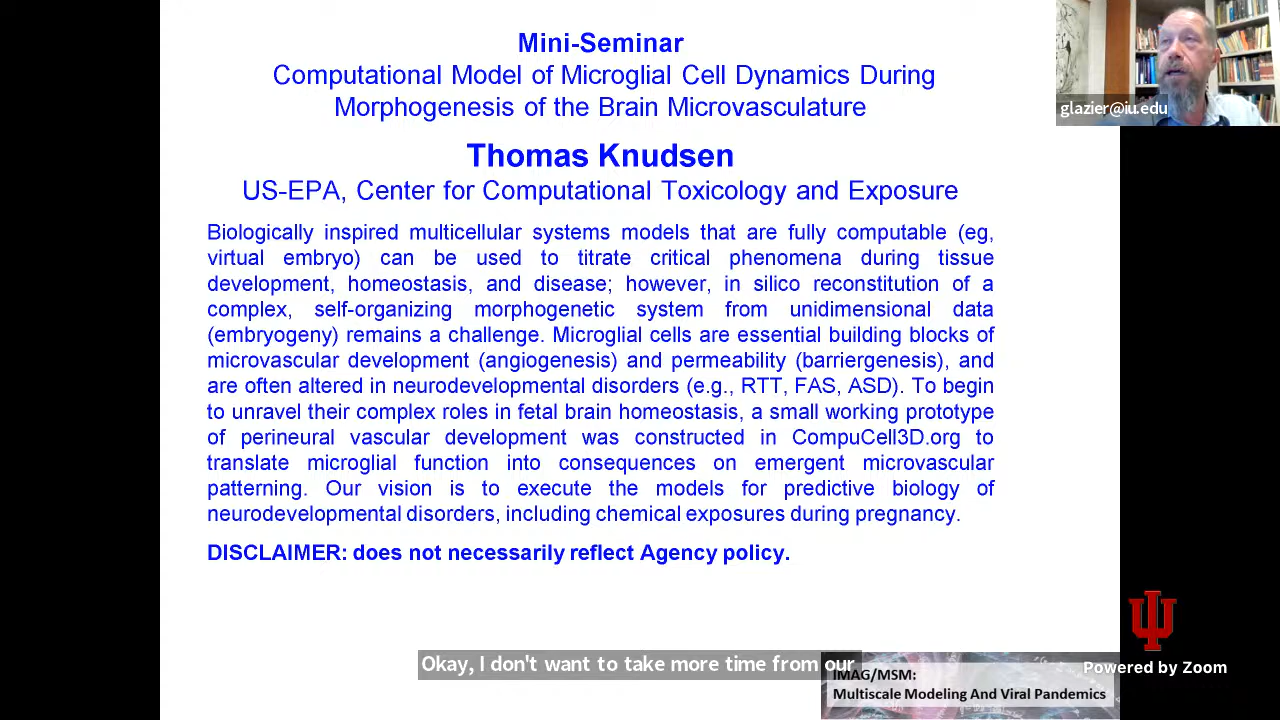 Mini-Seminar
Computational Model of Microglial Cell Dynamics During
Morphogenesis of the Brain Microvasculature
Thomas Knudsen
US-EPA, Center for Computational Toxicology and Exposure
Biologically inspired multicellular systems models that are fully computable (eg,
virtual embryo) can be used to titrate critical phenomena during tissue
development, homeostasis, and disease; however, in silico reconstitution of a
complex, self-organizing morphogenetic system from unidimensional data
(embryogeny) remains a challenge. Microglial cells are essential building blocks of
microvascular development (angiogenesis) and permeability (barriergenesis), and
are often altered in neurodevelopmental disorders (e.g., RTT, FAS, ASD). To begin
to unravel their complex roles in fetal brain homeostasis, a small working prototype
of perineural vascular development was constructed in CompuCell3D.org to
translate microglial function into consequences on emergent microvascular
patterning. Our vision is to execute the models for predictive biology of
neurodevelopmental disorders, including chemical exposures during pregnancy.
DISCLAIMER: does not necessarily reflect Agency policy.
glazier@iu.edu
Okay, I don't want to take more time from our
IMAG/MSM:
Multiscale Modeling And Viral Pandemics
Powered by Zoom